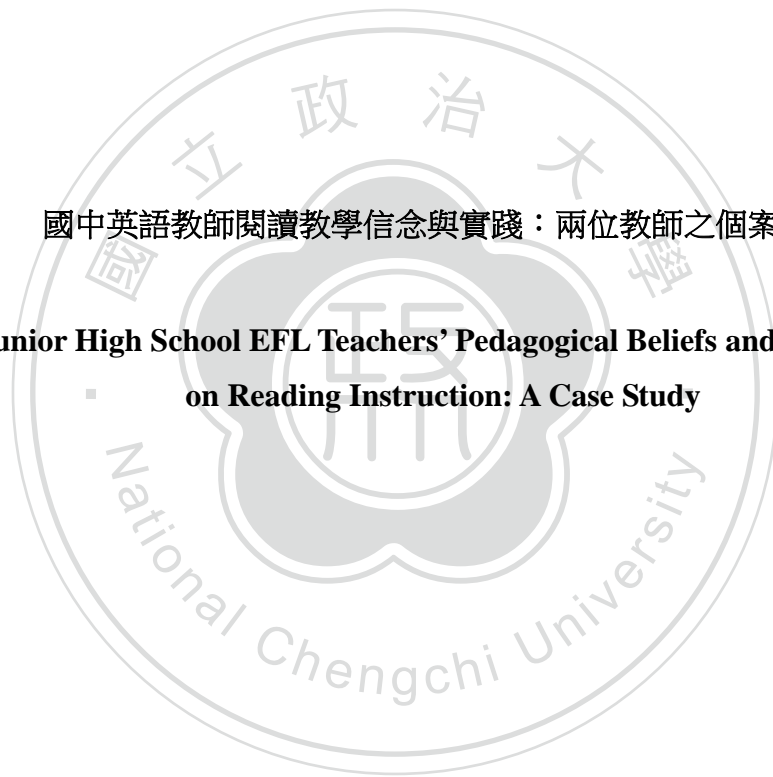 國立政治大學
國中英語教師閱讀教學信念與實踐：兩位教師之個案
unior High School EFL Teachers’ Pedagogical Beliefs and
on Reading Instruction: A Case Study
政
National Chengchi University